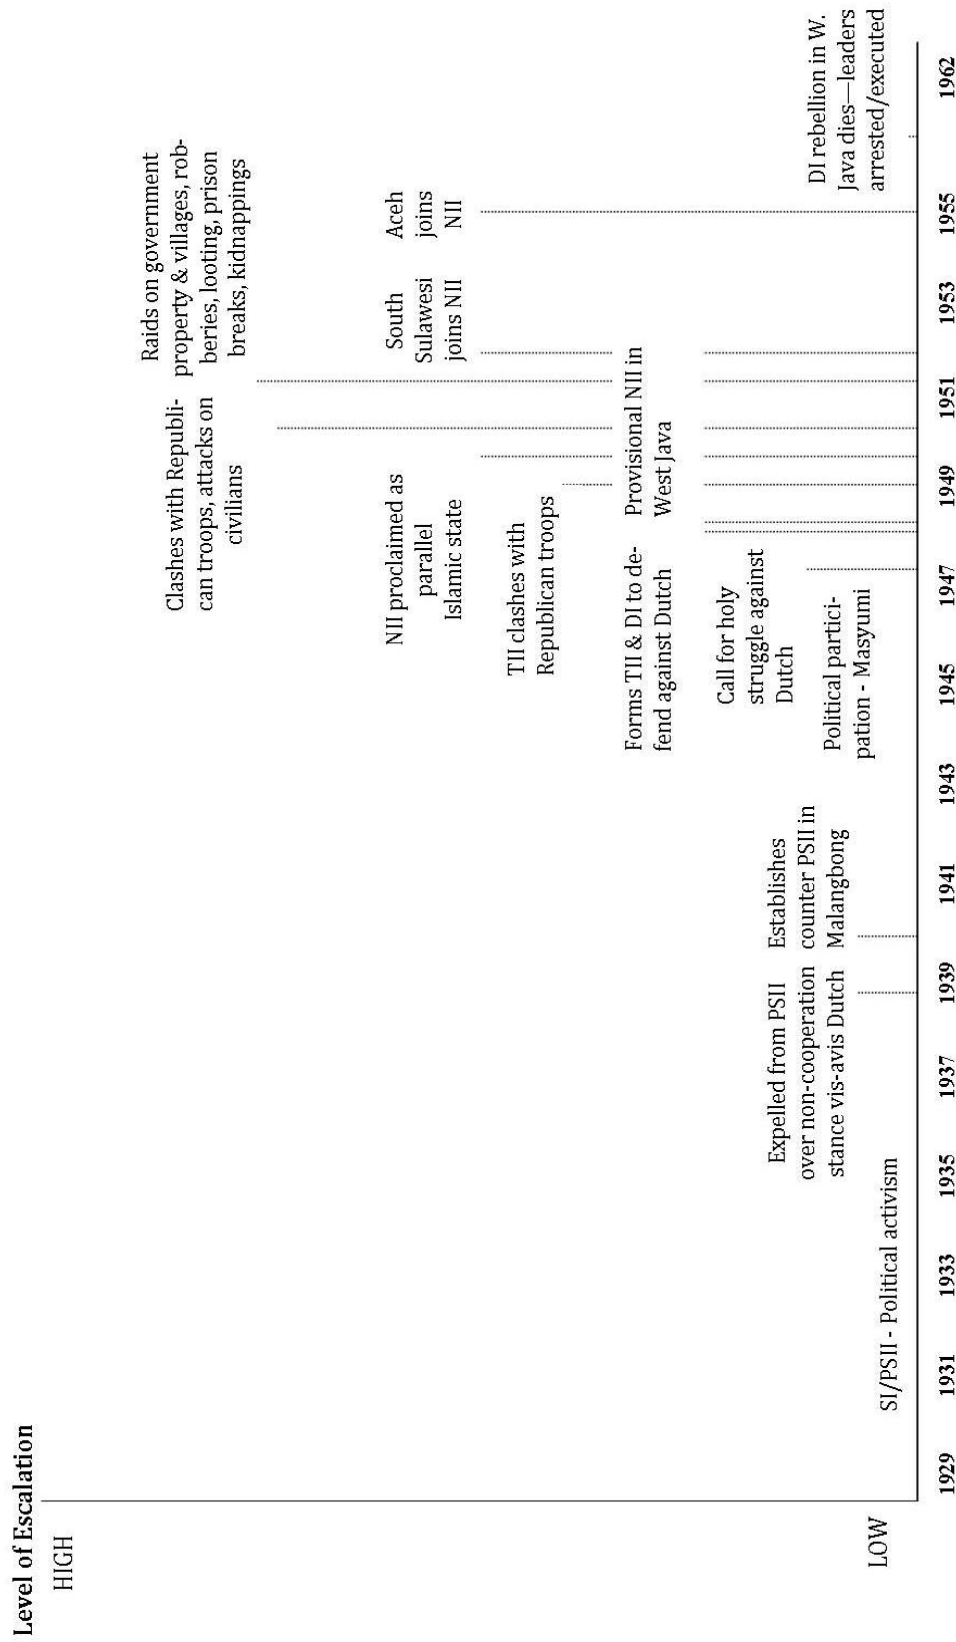 Level of Escalation
HIGH
Raids on government
property & villages, rob-
beries, looting, prison
breaks, kidnappings
Clashes with Republi-
can troops, attacks on
civilians
NII proclaimed as
parallel
Islamic state
South
Sulawesi
joins NII
Aceh
joins
NII
TII clashes with
Republican troops
Forms TII & DI to de-
fend against Dutch
Provisional NII in
West Java
Call for holy
struggle against
Dutch
Expelled from PSII
over non-cooperation
stance vis-avis Dutch
Establishes
counter PSII in
Malangbong
Political partici-
pation - Masyumi
DI rebellion in W.
Java dies—leaders
arrested/executed
SI/PSII - Political activism
LOW
1929 1931 1933 1935 1937 1939 1941 1943 1945 1947 1949 1951 1953 1955 1962